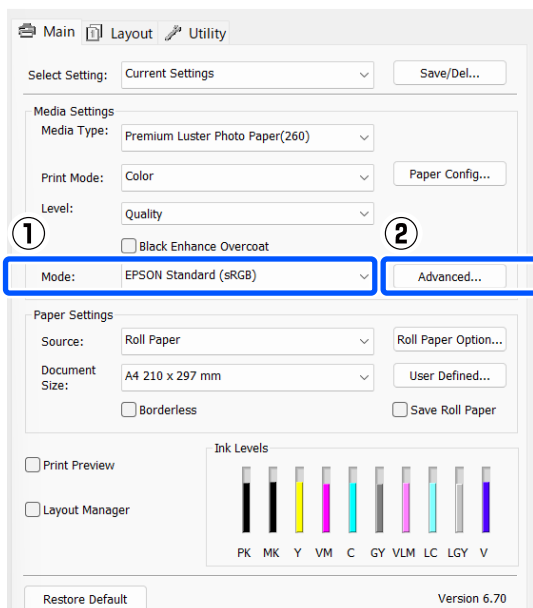 Main Layout Utility
Select Setting: Current Settings Save/Del...
Media Settings
Media Type: Premium Luster Photo Paper(260)
Print Mode: Color Paper Config...
Level: Quality
① ②
Black Enhance Overcoat
Mode: EPSON Standard (sRGB) Advanced...
Paper Settings
Source: Roll Paper Roll Paper Option...
Document
Size: A4 210 x 297 mm User Defined...
Borderless Save Roll Paper
Ink Levels
Print Preview
Layout Manager
PK MK Y VM C GY VLM LC LGY V
Restore Default Version 6.70